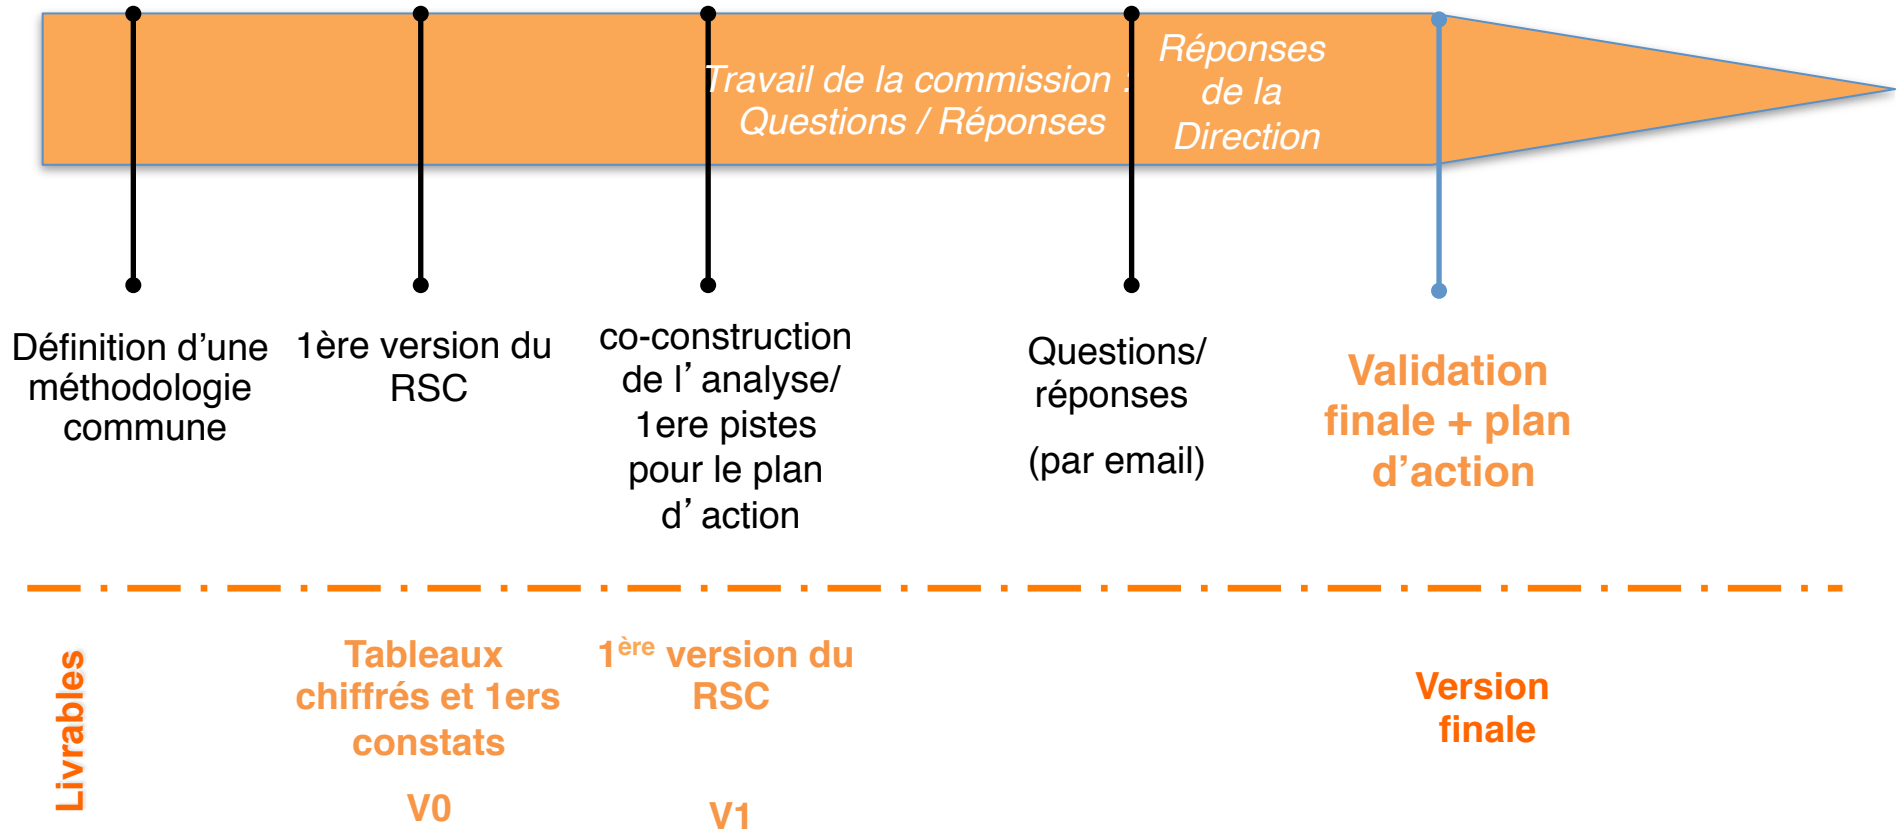 Travail de la commission :
Questions / Réponses
Réponses
de la
Direction
Définition d’une
méthodologie
commune
1ère version du
RSC
co-construction
de l’ analyse/
1ere pistes
pour le plan
d’ action
Questions/
réponses
(par email)
Validation
finale + plan
d’action
Livrables
Tableaux
chiffrés et 1ers
constats
V0
1ère version du
RSC
V1
Version
finale